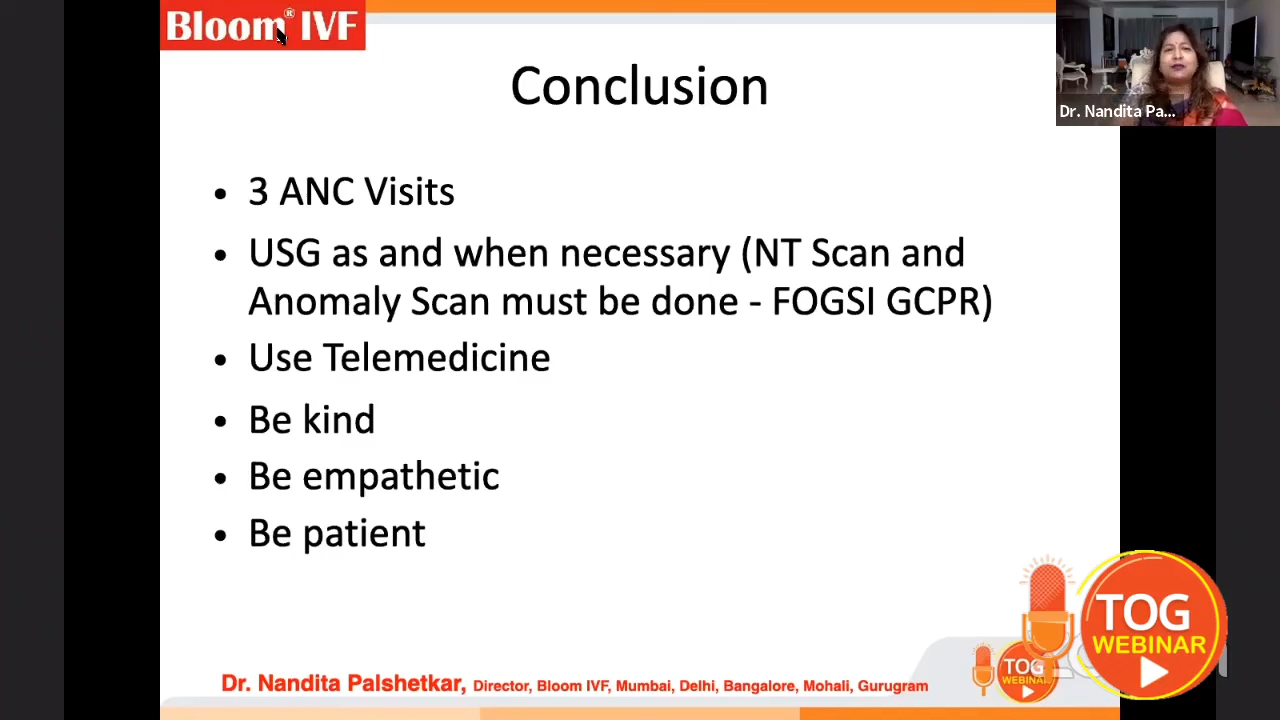 Bloom® IVF
Dr. Nandita Pa...
Conclusion
• 3 ANC Visits
• USG as and when necessary (NT Scan and
Anomaly Scan must be done - FOGSI GCPR)
• Use Telemedicine
• Be kind
• Be empathetic
• Be patient
TOG
WEBINAR
TOG
WEBINAR
Dr. Nandita Palshetkar, Director, Bloom IVF, Mumbai, Delhi, Bangalore, Mohali, Gurugram